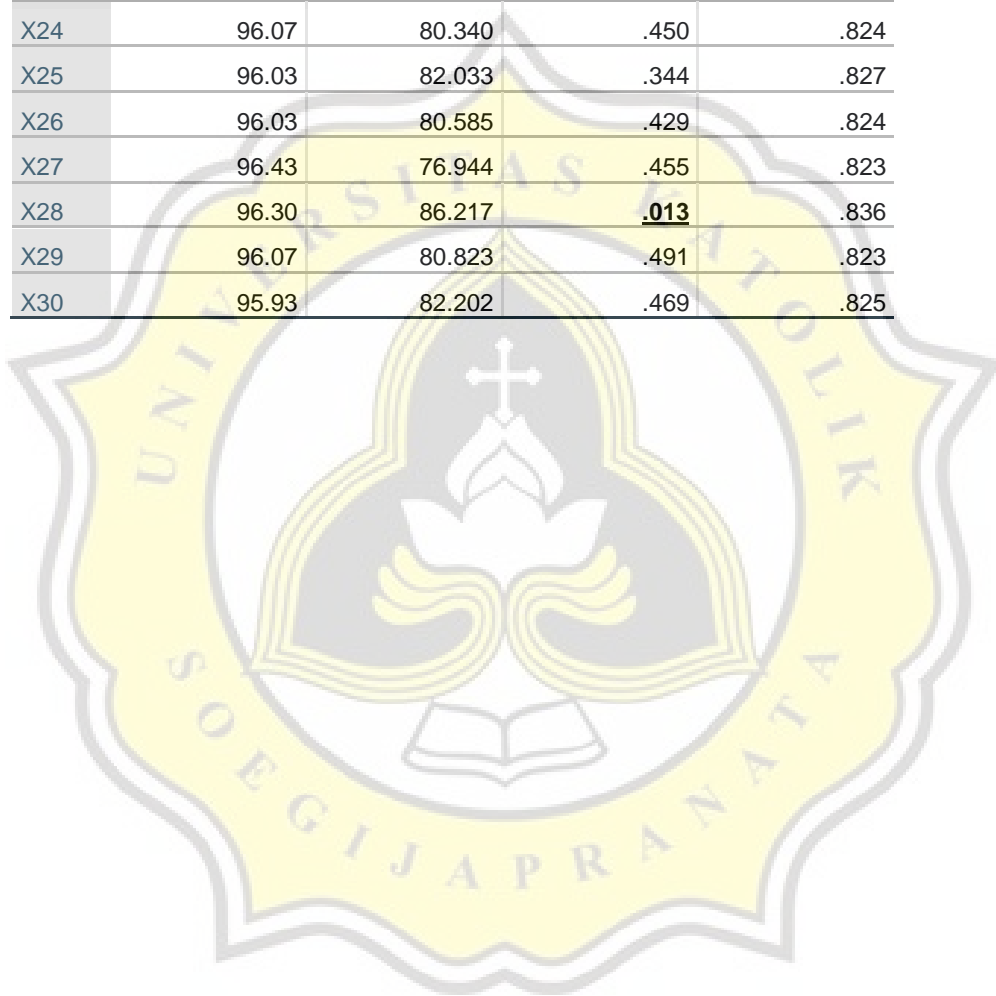 X24 96.07 80.340 .450 .824
X25 96.03 82.033 .344 .827
X26 96.03 80.585 .429 .824
X27 96.43 76.944 .455 .823
X28 96.30 86.217 .013 .836
X29 96.07 80.823 .491 .823
X30 95.93 82.202 .469 .825
UNIVERSITAS KATOLIK
SOEGIJAPRANATA